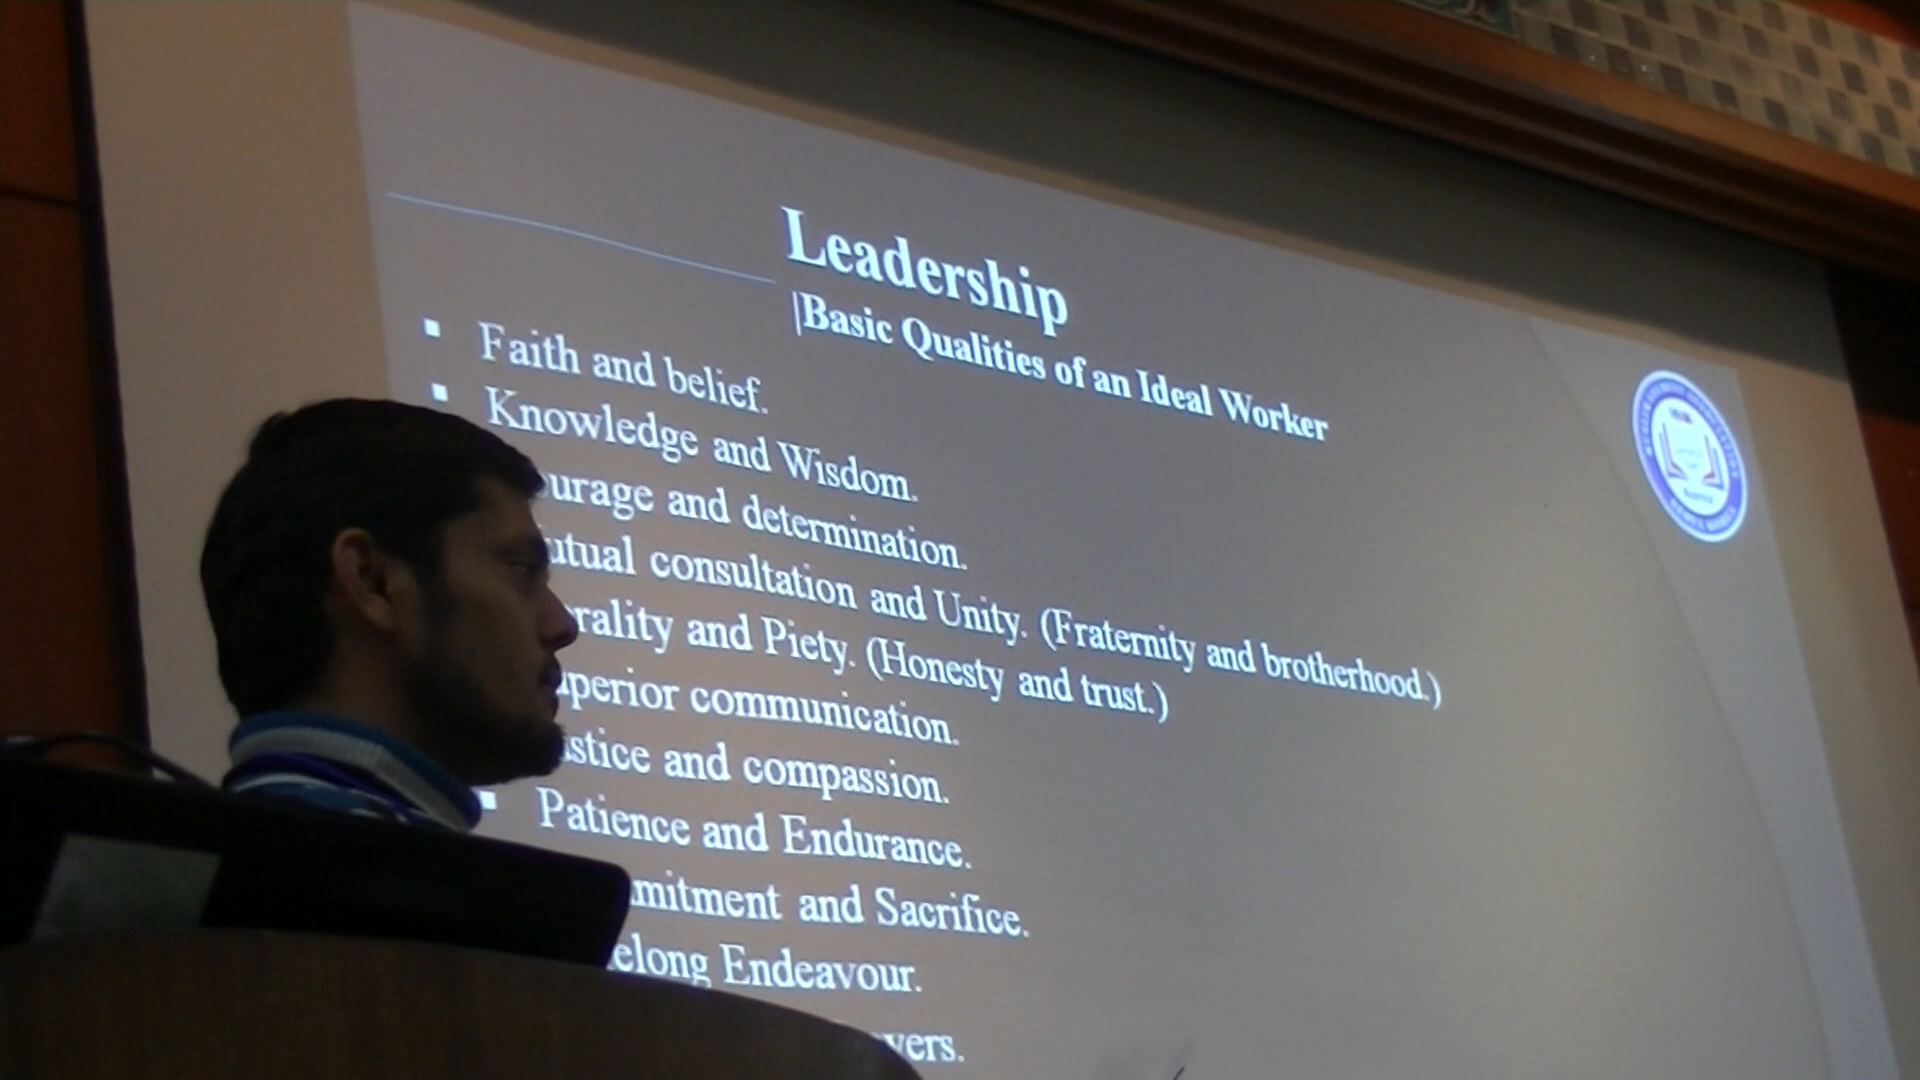 Leadership
|Basic Qualities of an Ideal Worker
▪ Faith and belief.
▪ Knowledge and Wisdom.
urage and determination.
utual consultation and Unity. (Fraternity and brotherhood.)
rality and Piety. (Honesty and trust.)
perior communication.
stice and compassion.
▪ Patience and Endurance.
mitment and Sacrifice.
elong Endeavour.
vers.